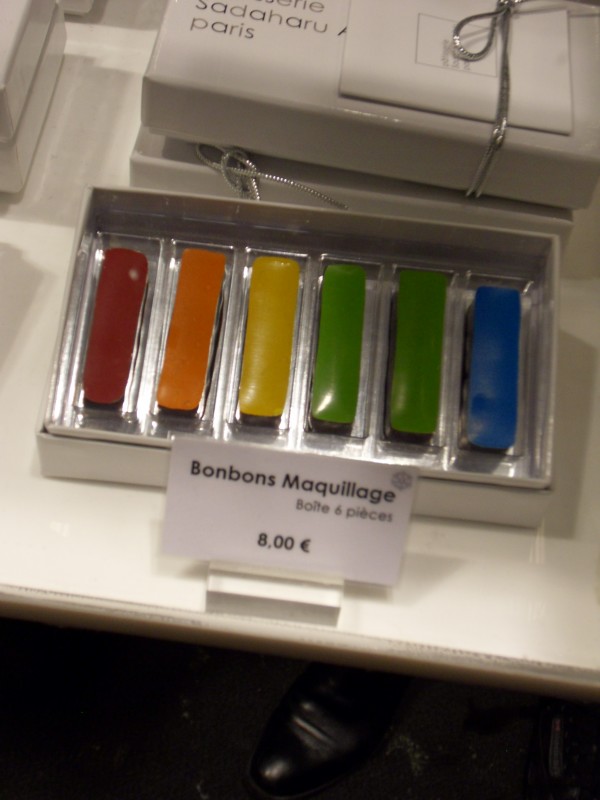 Sadaharu
paris
Bonbons Maquillage
Boîte 6 pièces
8,00 €